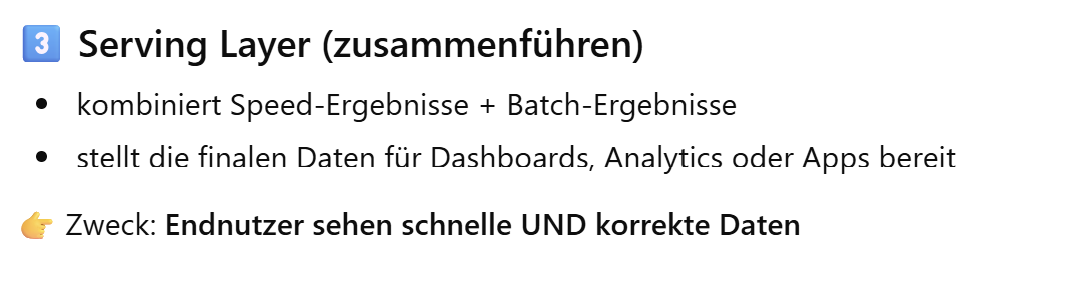 3 Serving Layer (zusammenführen)
• kombiniert Speed-Ergebnisse + Batch-Ergebnisse
• stellt die finalen Daten für Dashboards, Analytics oder Apps bereit
👉 Zweck: Endnutzer sehen schnelle UND korrekte Daten